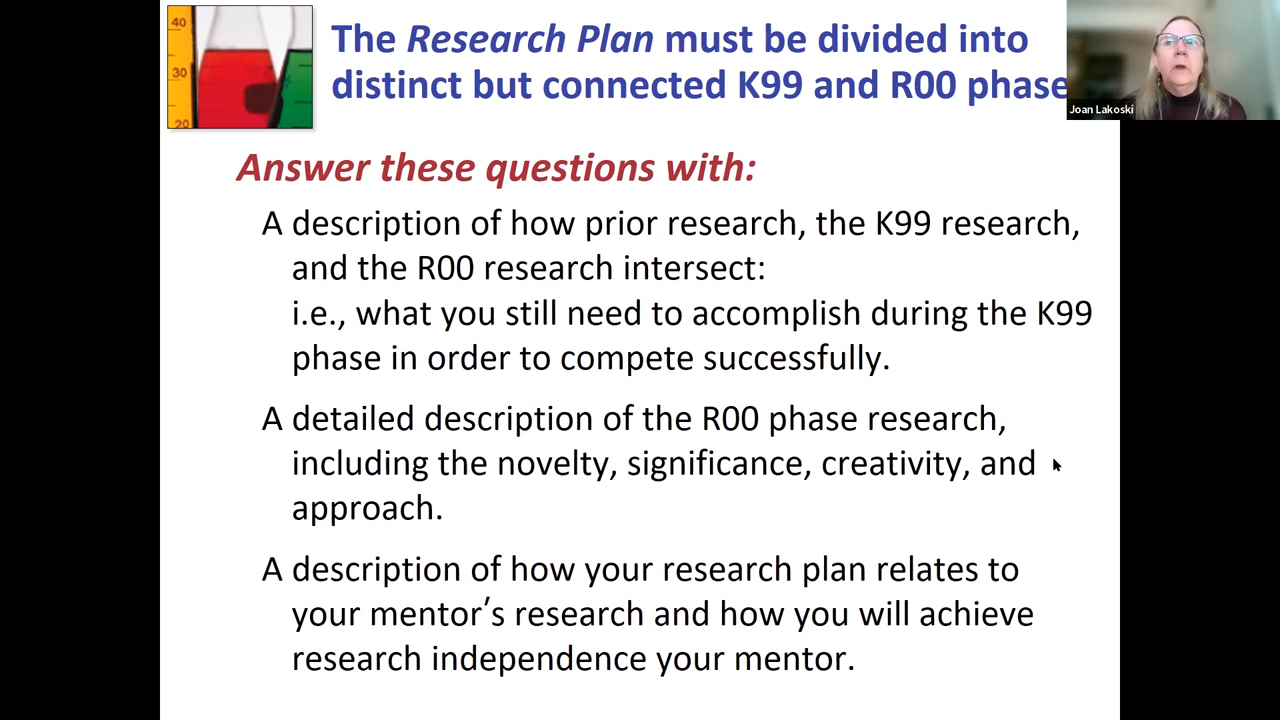 40
30
20
The Research Plan must be divided into
distinct but connected K99 and R00 phase
Joan Lakoski
Answer these questions with:
A description of how prior research, the K99 research,
and the R00 research intersect:
i.e., what you still need to accomplish during the K99
phase in order to compete successfully.
A detailed description of the R00 phase research,
including the novelty, significance, creativity, and
approach.
A description of how your research plan relates to
your mentor’s research and how you will achieve
research independence your mentor.